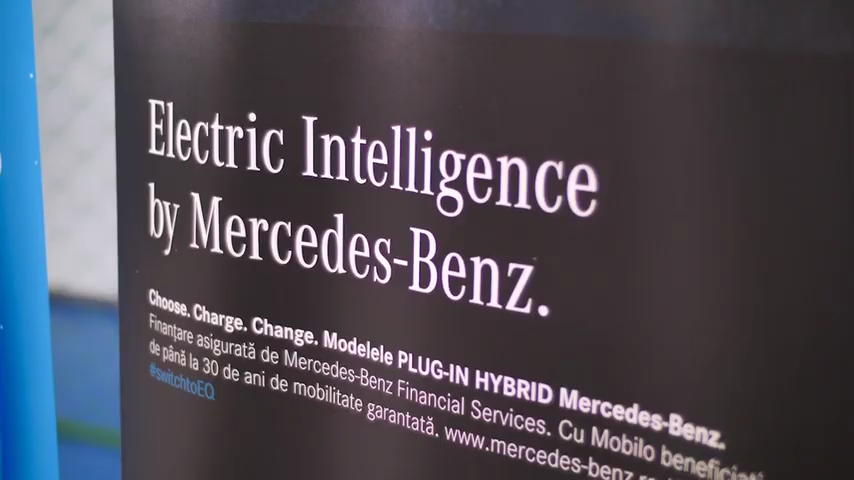 Electric Intelligence
by Mercedes-Benz.
Choose. Charge. Change. Modelele PLUG-IN HYBRID Mercedes-Benz.
Finanțare asigurată de Mercedes-Benz Financial Services. Cu Mobilo beneficiați
de până la 30 de ani de mobilitate garantată. www.mercedes-benz.ro
#switchtoEQ